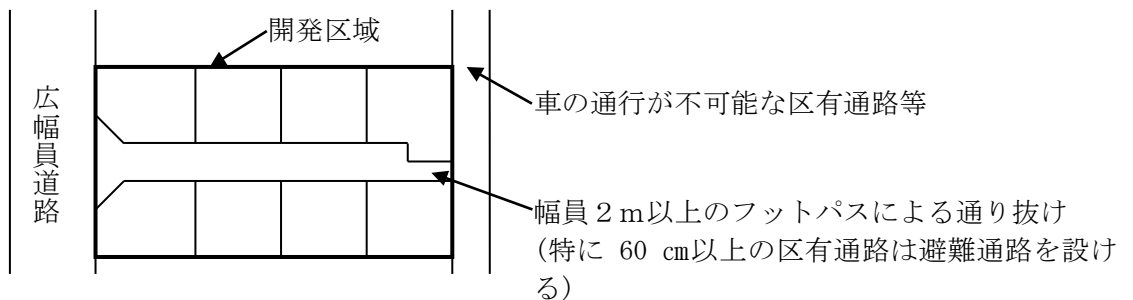 開発区域
車の通行が不可能な区有通路等
広幅員道路
幅員２ｍ以上のフットパスによる通り抜け
(特に 60 ㎝以上の区有通路は避難通路を設け
る)